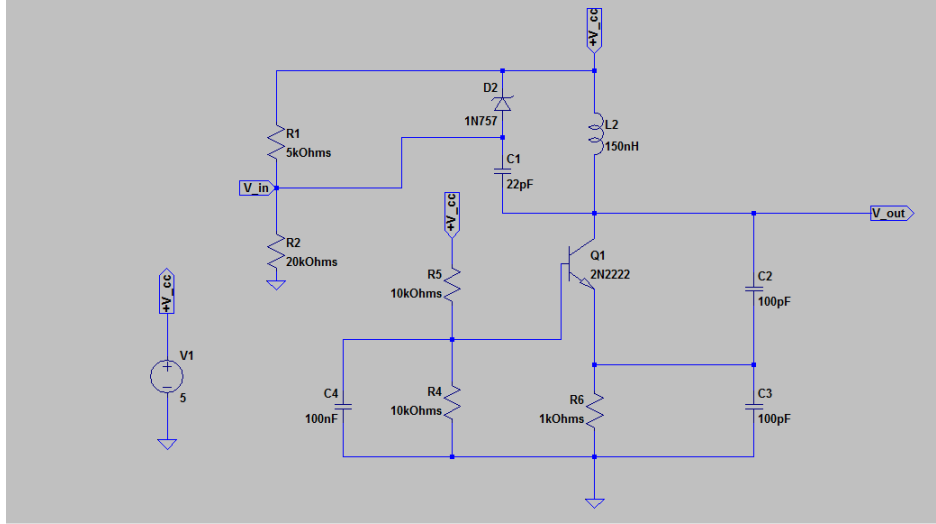 +V_cc
D2
1N757
L2
150nH
R1
5kOhms
C1
22pF
V_in
+V_cc
V_out
R2
20kOhms
Q1
2N2222
R5
10kOhms
C2
100pF
+V_cc
V1
5
C4
100nF
R4
10kOhms
R6
1kOhms
C3
100pF